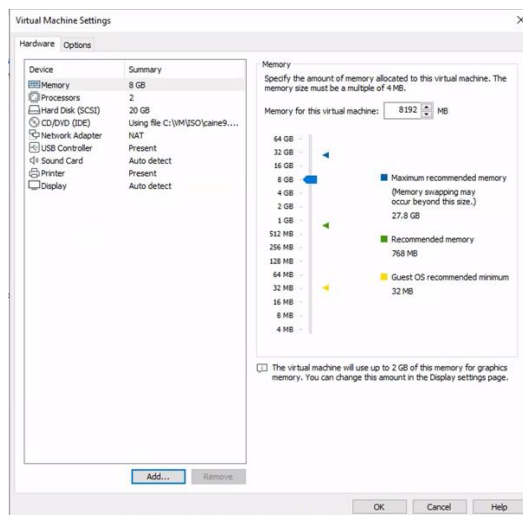 Virtual Machine Settings
Hardware Options
Device Summary
Memory 8 GB
Processors 2
Hard Disk (SCSI) 20 GB
CD/DVD (IDE) Using file C:\VM\ISO\caine9....
Network Adapter NAT
USB Controller Present
Sound Card Auto detect
Printer Present
Display Auto detect
Add... Remove
Memory
Specify the amount of memory allocated to this virtual machine. The
memory size must be a multiple of 4 MB.
Memory for this virtual machine: 8192 MB
64 GB
32 GB
16 GB
8 GB
4 GB
2 GB
1 GB
512 MB
256 MB
128 MB
64 MB
32 MB
16 MB
8 MB
4 MB
Maximum recommended memory
(Memory swapping may
occur beyond this size.)
27.8 GB
Recommended memory
768 MB
Guest OS recommended minimum
32 MB
The virtual machine will use up to 2 GB of this memory for graphics
memory. You can change this amount in the Display settings page.
OK Cancel Help